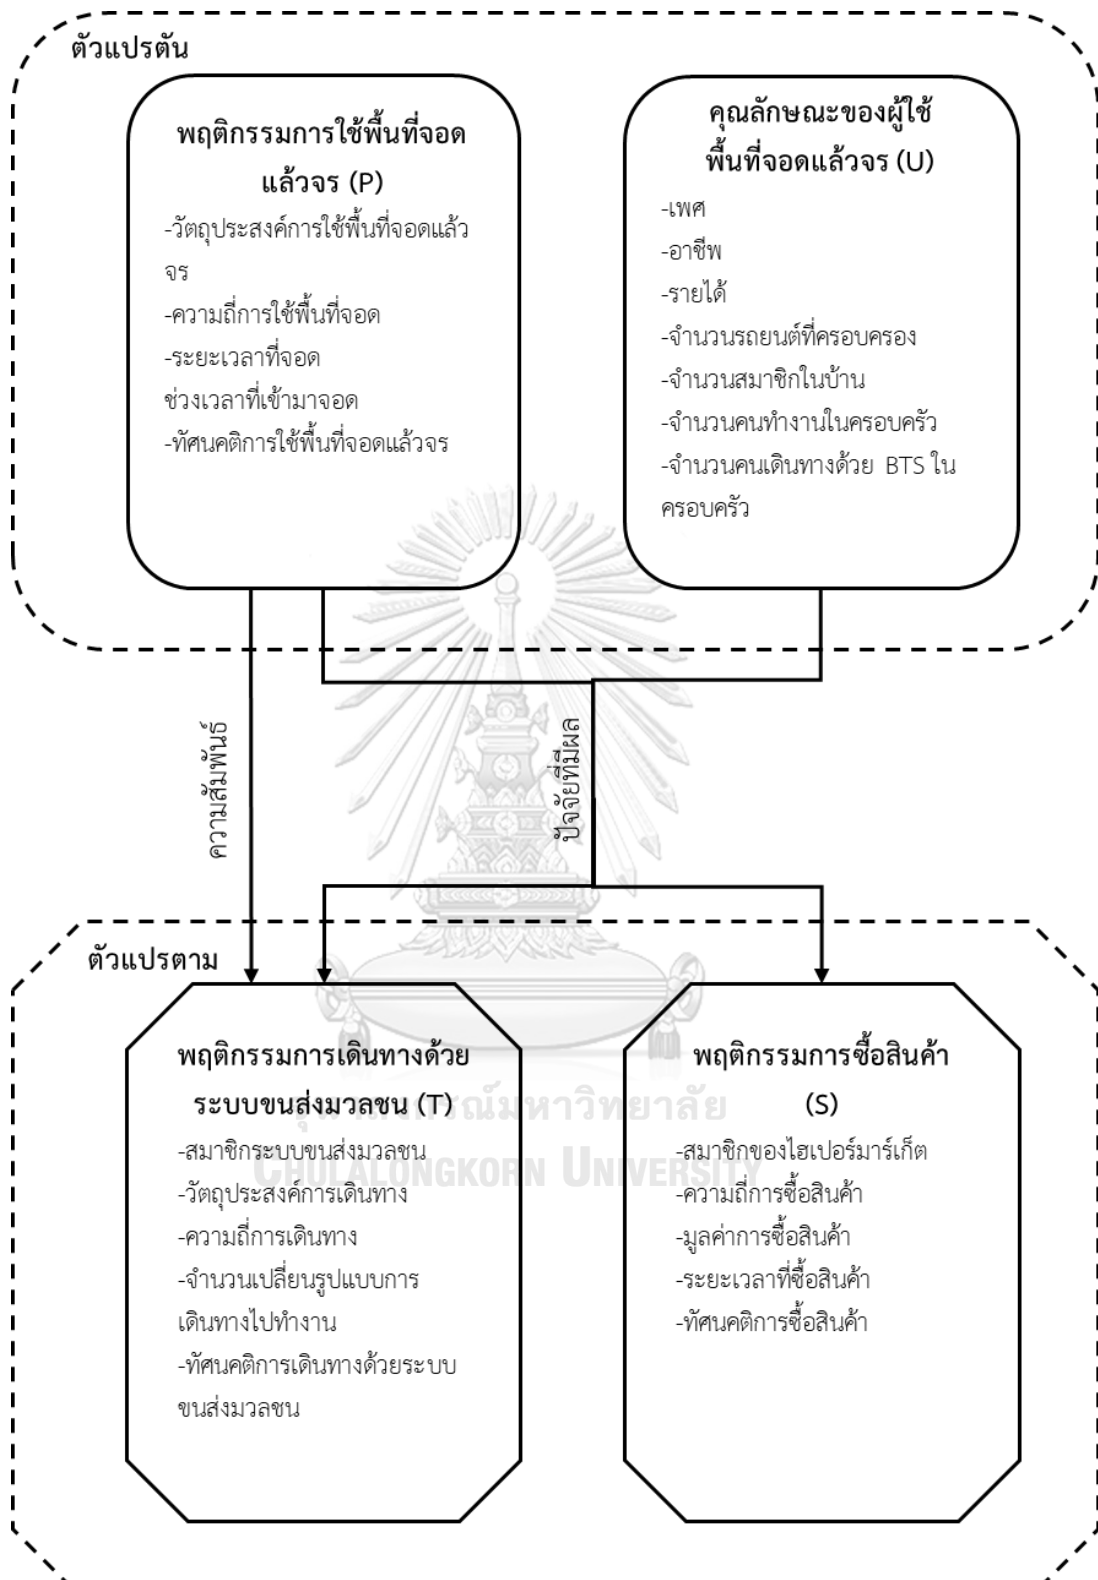 ตัวแปรต้น
พฤติกรรมการใช้พื้นที่จอด
แล้วจร (P)
-วัตถุประสงค์การใช้พื้นที่จอดแล้ว
จร
-ความถี่การใช้พื้นที่จอด
-ระยะเวลาที่จอด
ช่วงเวลาที่เข้ามาจอด
-ทัศนคติการใช้พื้นที่จอดแล้วจร
คุณลักษณะของผู้ใช้
พื้นที่จอดแล้วจร (U)
-เพศ
-อาชีพ
-รายได้
-จำนวนรถยนต์ที่ครอบครอง
-จำนวนสมาชิกในบ้าน
-จำนวนคนทำงานในครอบครัว
-จำนวนคนเดินทางด้วย BTS ใน
ครอบครัว
ความสัมพันธ์
ปัจจัยที่มีผล
ตัวแปรตาม
พฤติกรรมการเดินทางด้วย
ระบบขนส่งมวลชน (T)
-สมาชิกระบบขนส่งมวลชน
-วัตถุประสงค์การเดินทาง
-ความถี่การเดินทาง
-จำนวนเปลี่ยนรูปแบบการ
เดินทางไปทำงาน
-ทัศนคติการเดินทางด้วยระบบ
ขนส่งมวลชน
พฤติกรรมการซื้อสินค้า
(S)
-สมาชิกของไฮเปอร์มาร์เก็ต
-ความถี่การซื้อสินค้า
-มูลค่าการซื้อสินค้า
-ระยะเวลาที่ซื้อสินค้า
-ทัศนคติการซื้อสินค้า
จุฬาลงกรณ์มหาวิทยาลัย
CHULALONGKORN UNIVERSITY